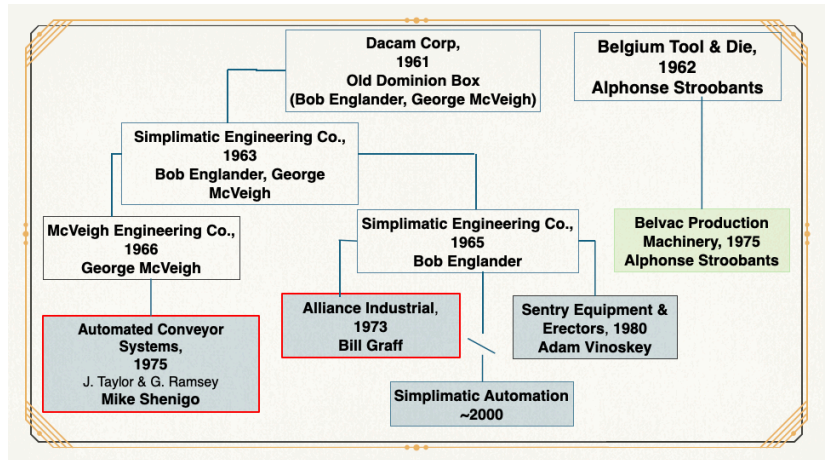 Dacam Corp,
1961
Old Dominion Box
(Bob Englander, George McVeigh)
Belgium Tool & Die,
1962
Alphonse Stroobants
Simplimatic Engineering Co.,
1963
Bob Englander, George
McVeigh
McVeigh Engineering Co.,
1966
George McVeigh
Simplimatic Engineering Co.,
1965
Bob Englander
Belvac Production
Machinery, 1975
Alphonse Stroobants
Automated Conveyor
Systems,
1975
J. Taylor & G. Ramsey
Mike Shenigo
Alliance Industrial,
1973
Bill Graff
Sentry Equipment &
Erectors, 1980
Adam Vinoskey
Simplimatic Automation
~2000